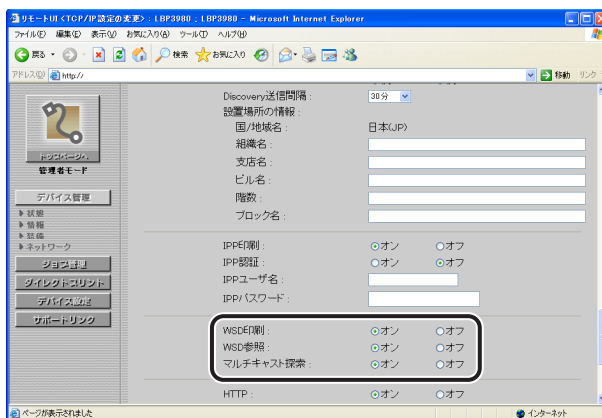 リモートUI <TCP/IP設定の変更> : LBP3980 ; LBP3980 - Microsoft Internet Explorer
ファイル(F) 編集(E) 表示(V) お気に入り(A) ツール(T) ヘルプ(H)
戻る 検索 お気に入り
アドレス(D) http:// 移動 リンク
Discovery送信間隔 : 30分
設置場所の情報 :
国/地域名 : 日本(JP)
組織名 :
支店名 :
ビル名 :
階数 :
ブロック名 :
トップページへ
管理者モード
デバイス管理
状態
情報
装備
ネットワーク
ジョブ管理
ダイレクトプリント
デバイス設定
サポートリンク
IPP印刷 : オン オフ
IPP認証 : オン オフ
IPPユーザ名 :
IPPパスワード :
WSD印刷 : オン オフ
WSD参照 : オン オフ
マルチキャスト探索 : オン オフ
HTTP : オン オフ
ページが表示されました インターネット